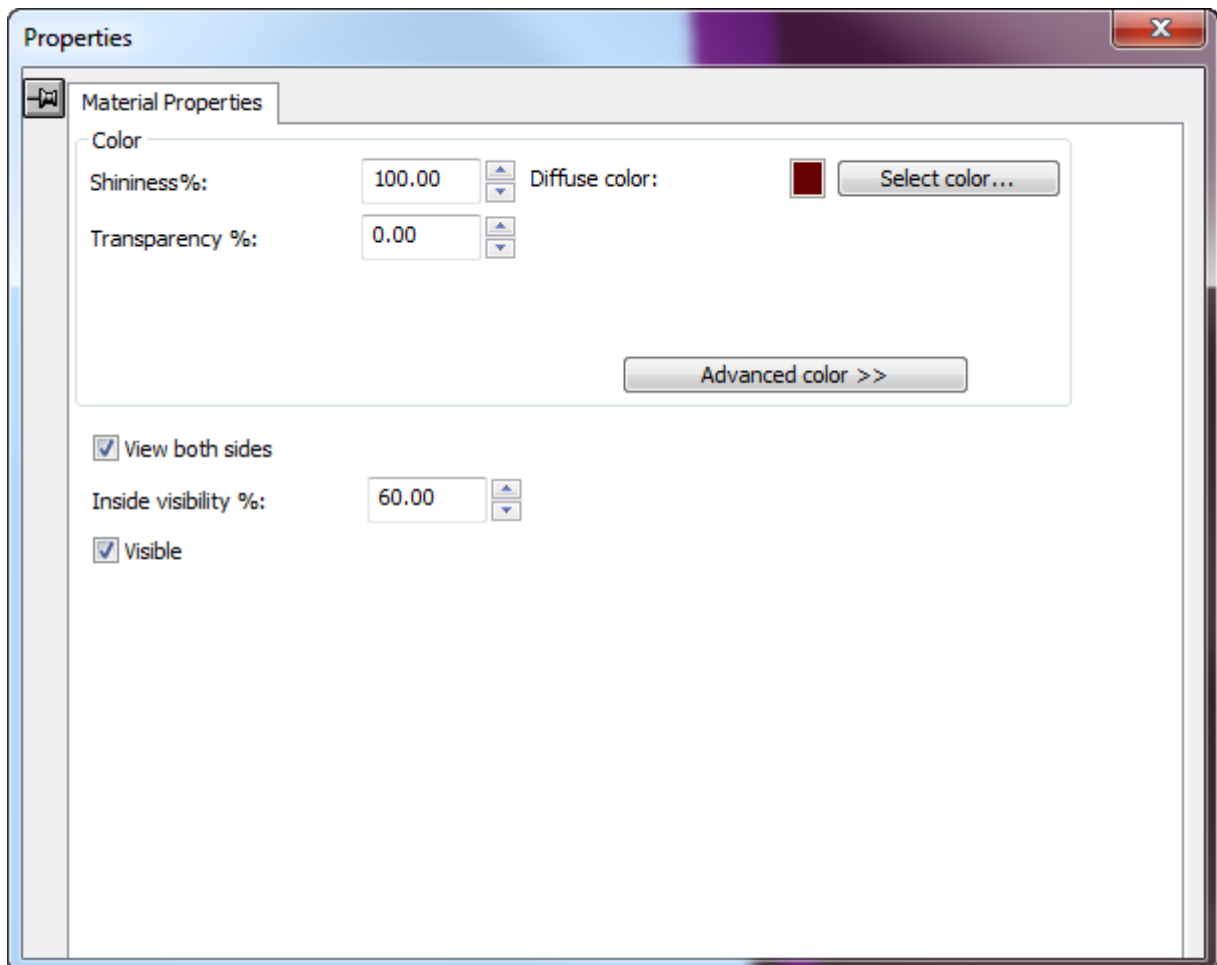 Properties
Material Properties
Color
Shininess%: 100.00 Diffuse color: Select color...
Transparency %: 0.00
Advanced color >>
View both sides
Inside visibility %: 60.00
Visible